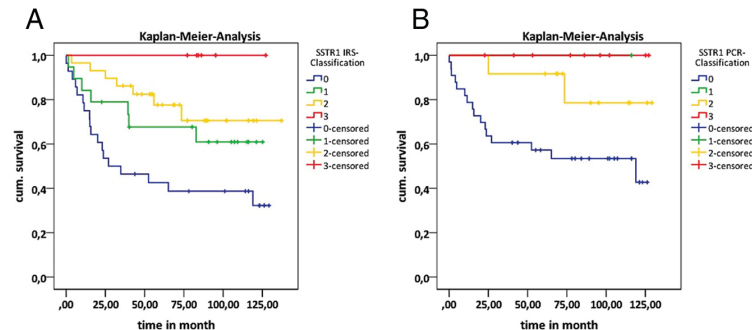 A
Kaplan-Meier-Analysis
cum. survival
1,0
0,8
0,6
0,4
0,2
0,0
,00
25,00
50,00
75,00
100,00
125,00
time in month
SSTR1 IRS-
Classification
0
1
2
3
0-censored
1-censored
2-censored
3-censored
B
Kaplan-Meier-Analysis
cum. survival
1,0
0,8
0,6
0,4
0,2
0,0
,00
25,00
50,00
75,00
100,00
125,00
time in month
SSTR1 PCR-
Classification
0
1
2
3
0-censored
1-censored
2-censored
3-censored